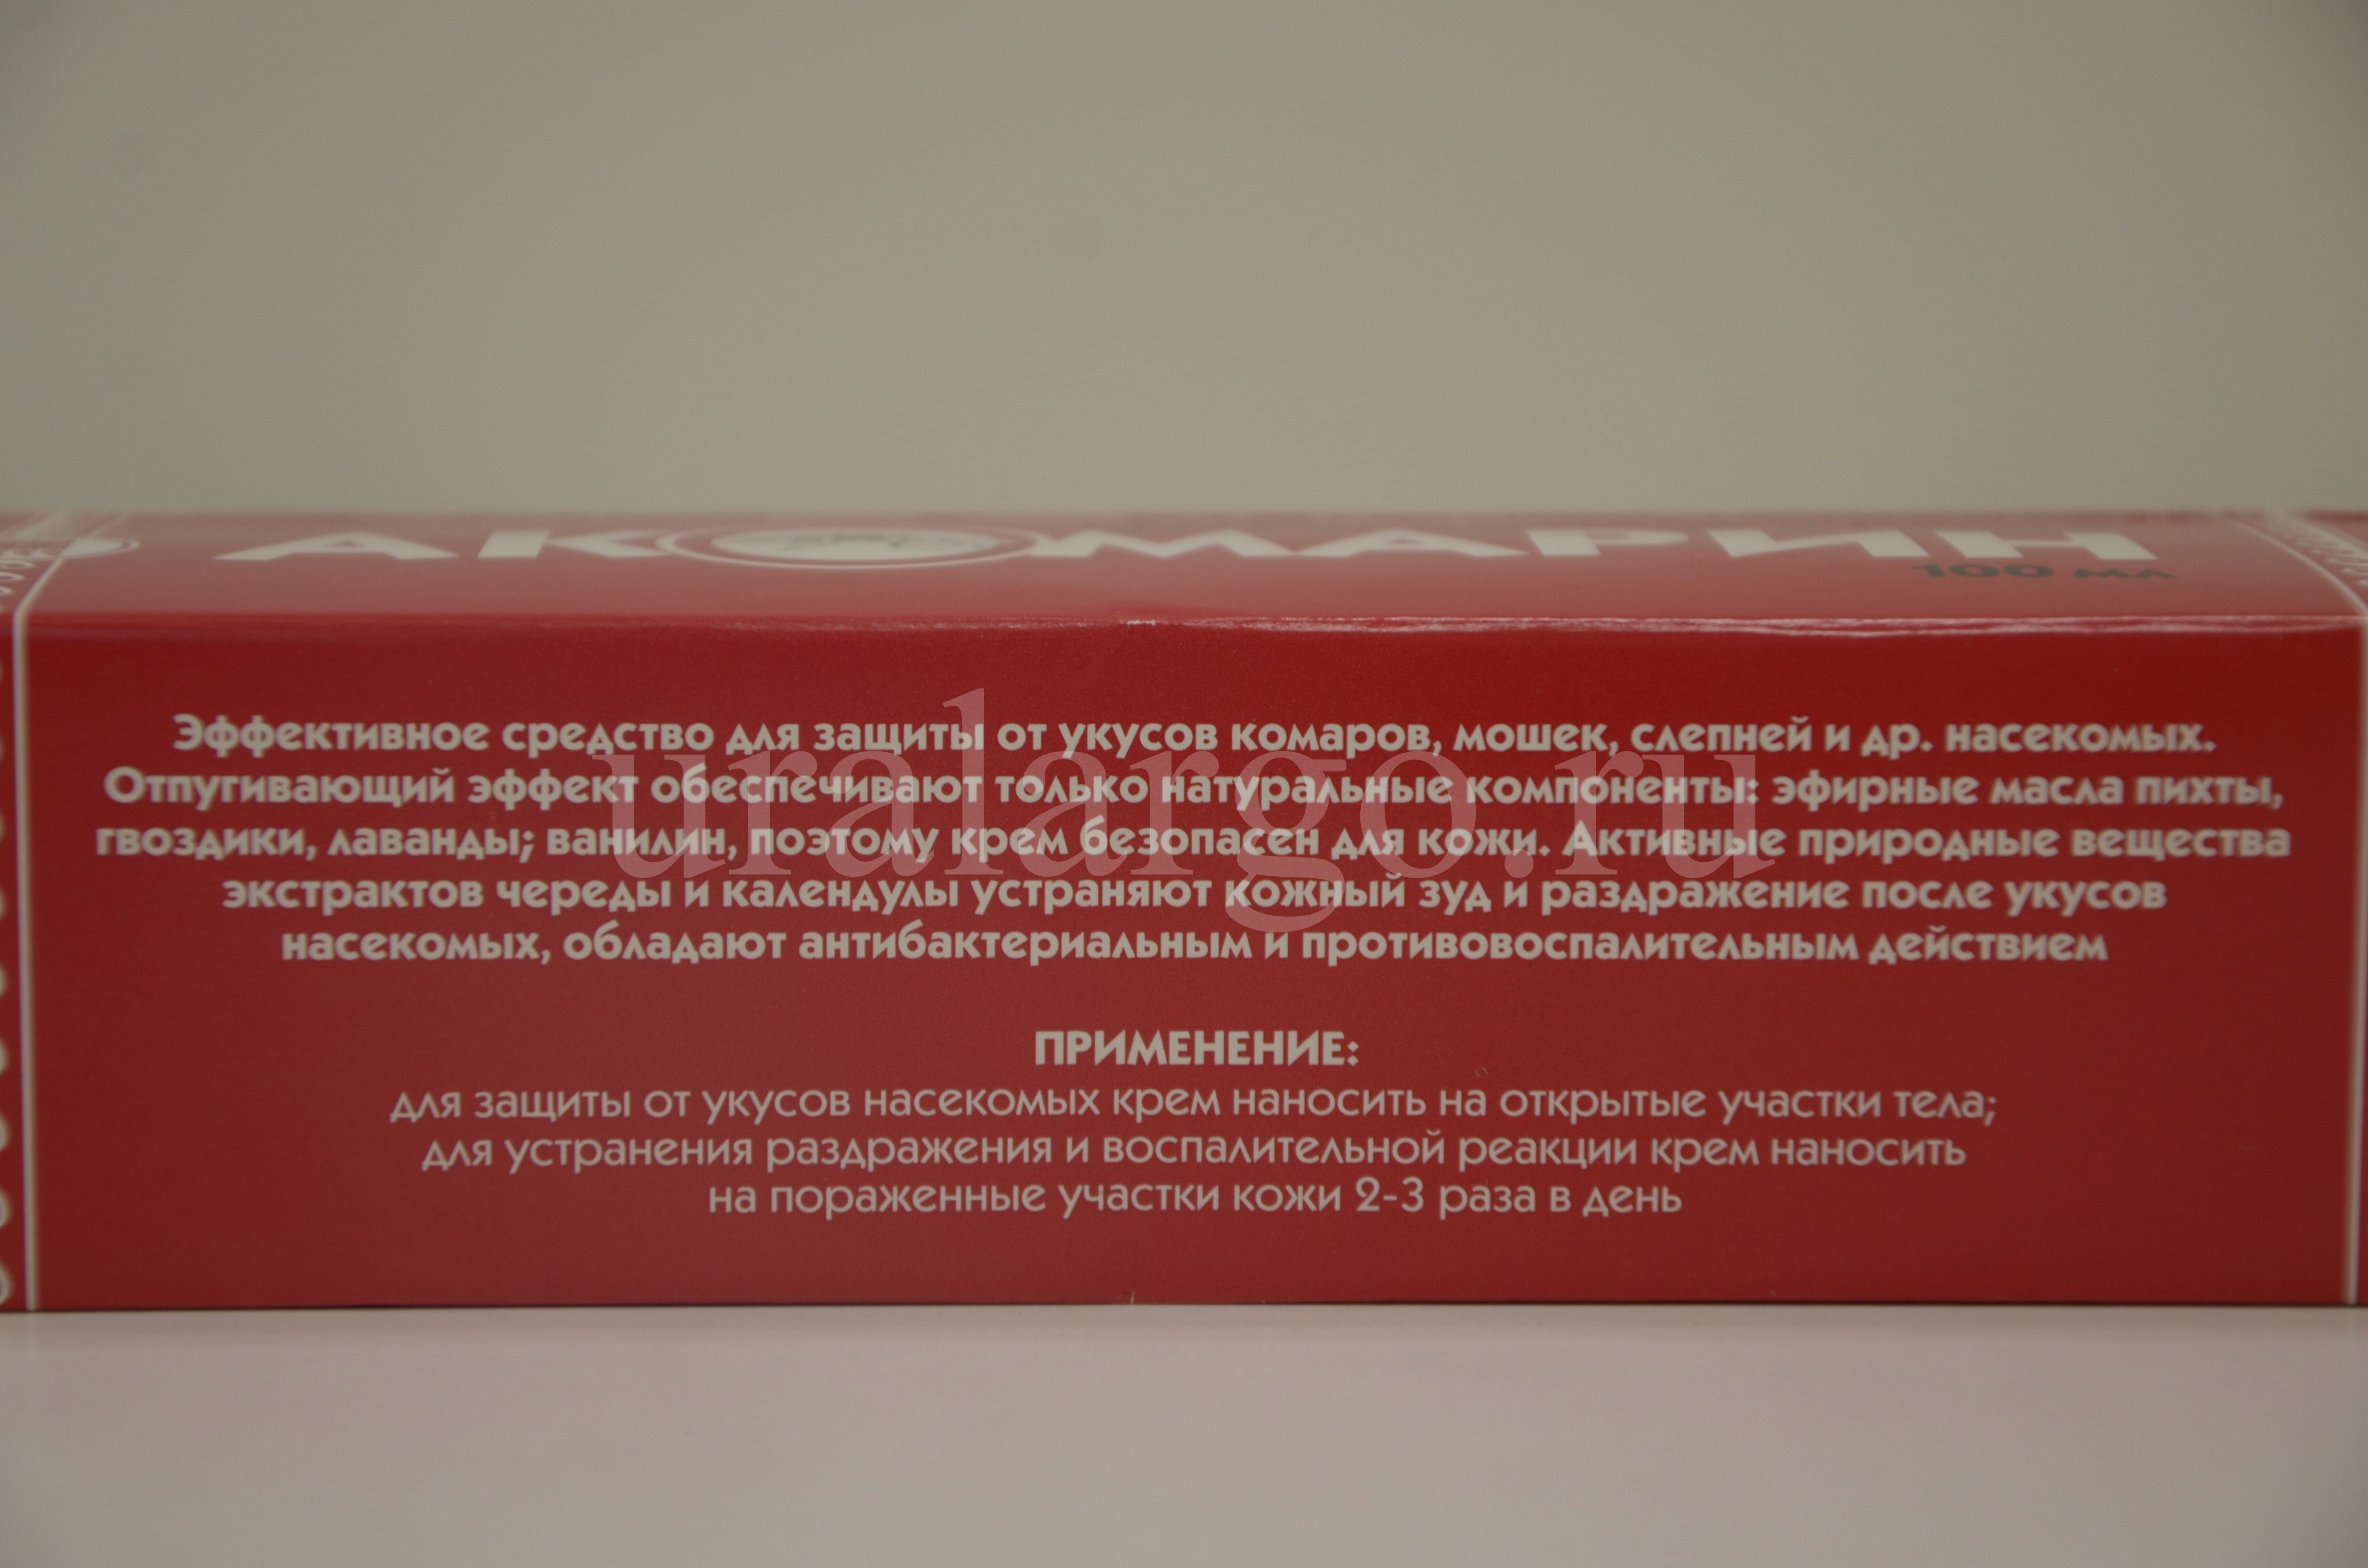 АКОМАРИН
100 мл
Эффективное средство для защиты от укусов комаров, мошек, слепней и др. насекомых.
Отпугивающий эффект обеспечивают только натуральные компоненты: эфирные масла пихты,
гвоздики, лаванды; ванилин, поэтому крем безопасен для кожи. Активные природные вещества
экстрактов череды и календулы устраняют кожный зуд и раздражение после укусов
насекомых, обладают антибактериальным и противовоспалительным действием
uralargo.ru
ПРИМЕНЕНИЕ:
для защиты от укусов насекомых крем наносить на открытые участки тела;
для устранения раздражения и воспалительной реакции крем наносить
на пораженные участки кожи 2-3 раза в день